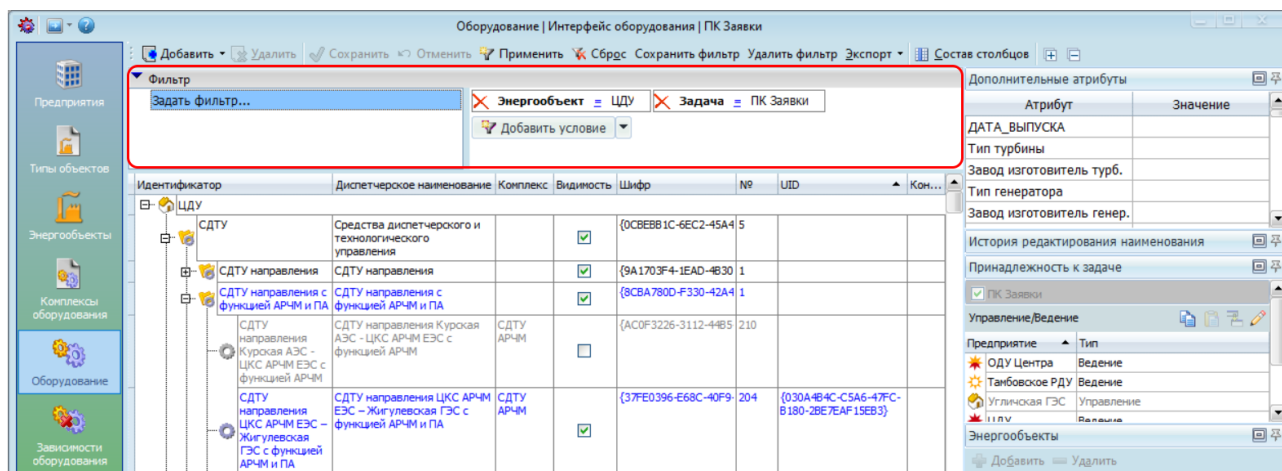 Оборудование | Интерфейс оборудования | ПК Заявки
Добавить Удалить Сохранить Отменить Применить Сброс Сохранить фильтр Удалить фильтр Экспорт Состав столбцов
Предприятия
Типы объектов
Энергообъекты
Комплексы
оборудования
Оборудование
Зависимости
оборудования
Фильтр
Задать фильтр...
Энергообъект = ЦДУ Задача = ПК Заявки
Добавить условие
Идентификатор Диспетчерское наименование Комплекс Видимость Шифр № UID Кон...
ЦДУ
СДТУ Средства диспетчерского и {0CBEBB1C-6EC2-45A4 5
технологического
управления
СДТУ направления СДТУ направления {9A1703F4-1EAD-4B30 1
СДТУ направления с СДТУ направления с {8CBA780D-F330-42A4 1
функцией АРЧМ и ПА функцией АРЧМ и ПА
СДТУ СДТУ направления Курская СДТУ {AC0F3226-3112-44B5 210
направления АЭС - ЦКС АРЧМ ЕЭС с АРЧМ
Курская АЭС - функцией АРЧМ
ЦКС АРЧМ ЕЭС с
функцией АРЧМ
СДТУ СДТУ направления ЦКС АРЧМ СДТУ {37FE0396-E68C-40F9- 204 {030A4B4C-C5A6-47FC-
направления ЕЭС – Жигулевская ГЭС с АРЧМ B180-2BE7EAF15EB3}
ЦКС АРЧМ ЕЭС – функцией АРЧМ и ПА
Жигулевская
ГЭС с функцией
АРЧМ и ПА
Дополнительные атрибуты
Атрибут Значение
ДАТА_ВЫПУСКА
Тип турбины
Завод изготовитель турб.
Тип генератора
Завод изготовитель генер.
История редактирования наименования
Принадлежность к задаче
ПК Заявки
Управление/Ведение
Предприятие Тип
ОДУ Центра Ведение
Тамбовское РДУ Ведение
Угличская ГЭС Управление
ЦДУ Ведение
Энергообъекты
Добавить Удалить